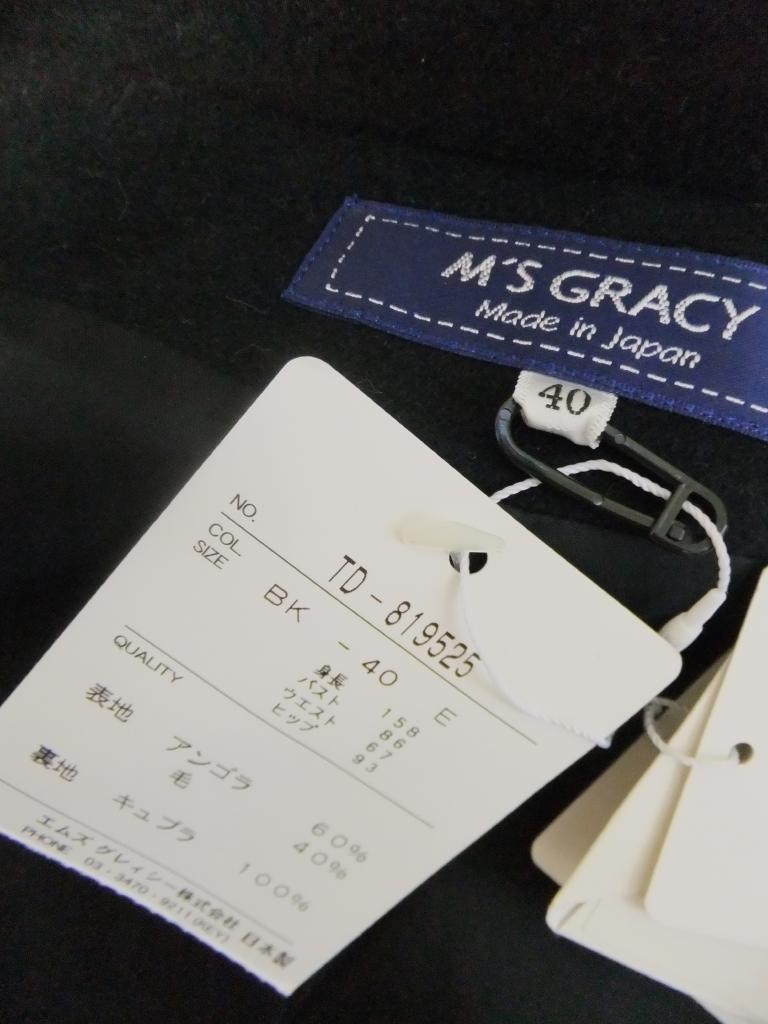 M'S GRACY
Made in Japan
40
NO. TD-819525
COL.
SIZE BK - 40 E
身長 158
バスト 86
ウエスト 67
ヒップ 93
QUALITY
表地 アンゴラ 60%
毛 40%
裏地 キュプラ 100%
エムズ グレイシー株式会社 日本製
PHONE. 03-3470-9211(KEY)